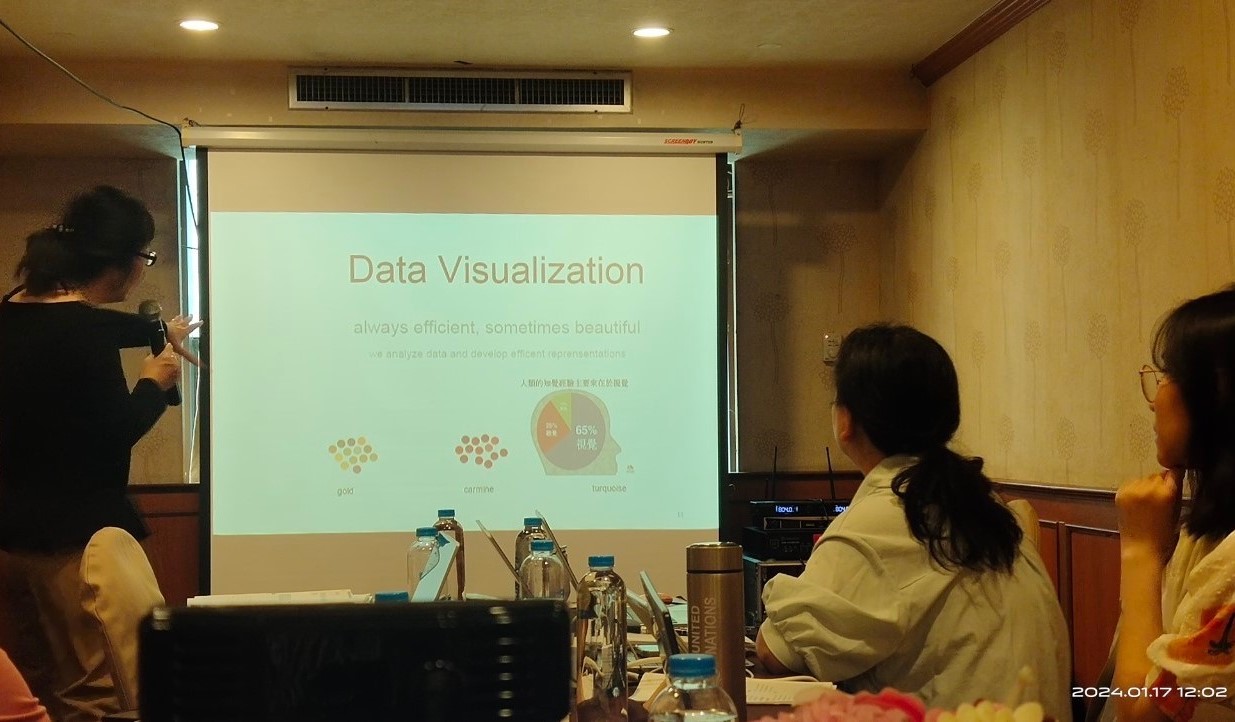 Data Visualization
always efficient, sometimes beautiful
we analyze data and develop efficent reprensentations
人類的知覺經驗主要來自於視覺
65%
視覺
20%
聽覺
gold
carmine
turquoise
11
UNITED
NATIONS
2024.01.17 12:02